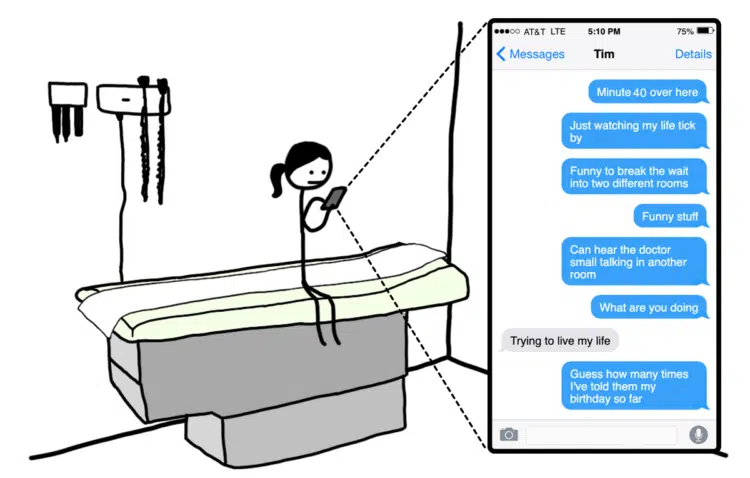 AT&T LTE 5:10 PM 75%
Messages Tim Details
Minute 40 over here
Just watching my life tick
by
Funny to break the wait
into two different rooms
Funny stuff
Can hear the doctor
small talking in another
room
What are you doing
Trying to live my life
Guess how many times
I've told them my
birthday so far